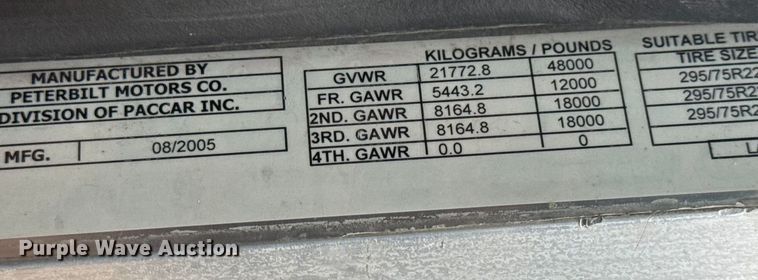 MANUFACTURED BY
PETERBILT MOTORS CO.
DIVISION OF PACCAR INC.
MFG. 08/2005
KILOGRAMS / POUNDS
GVWR 21772.8 48000
FR. GAWR 5443.2 12000
2ND. GAWR 8164.8 18000
3RD. GAWR 8164.8 18000
4TH. GAWR 0.0 0
SUITABLE TIR
TIRE SIZE
295/75R22
295/75R2
295/75R2
LA
Purple Wave Auction